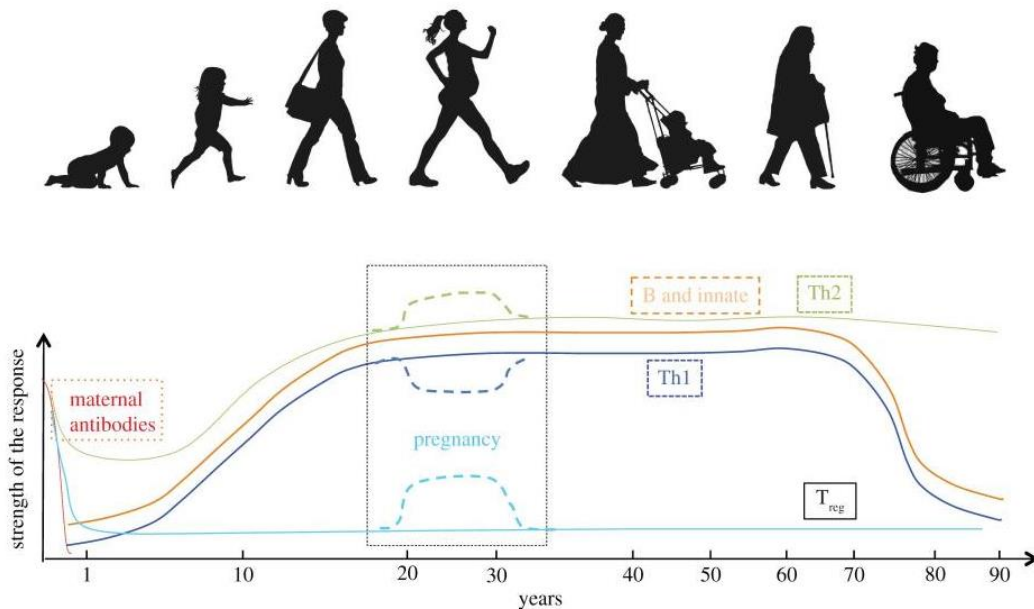 B and innate
Th2
maternal
antibodies
Th1
pregnancy
T_reg
strength of the response
1 10 20 30 40 50 60 70 80 90
years